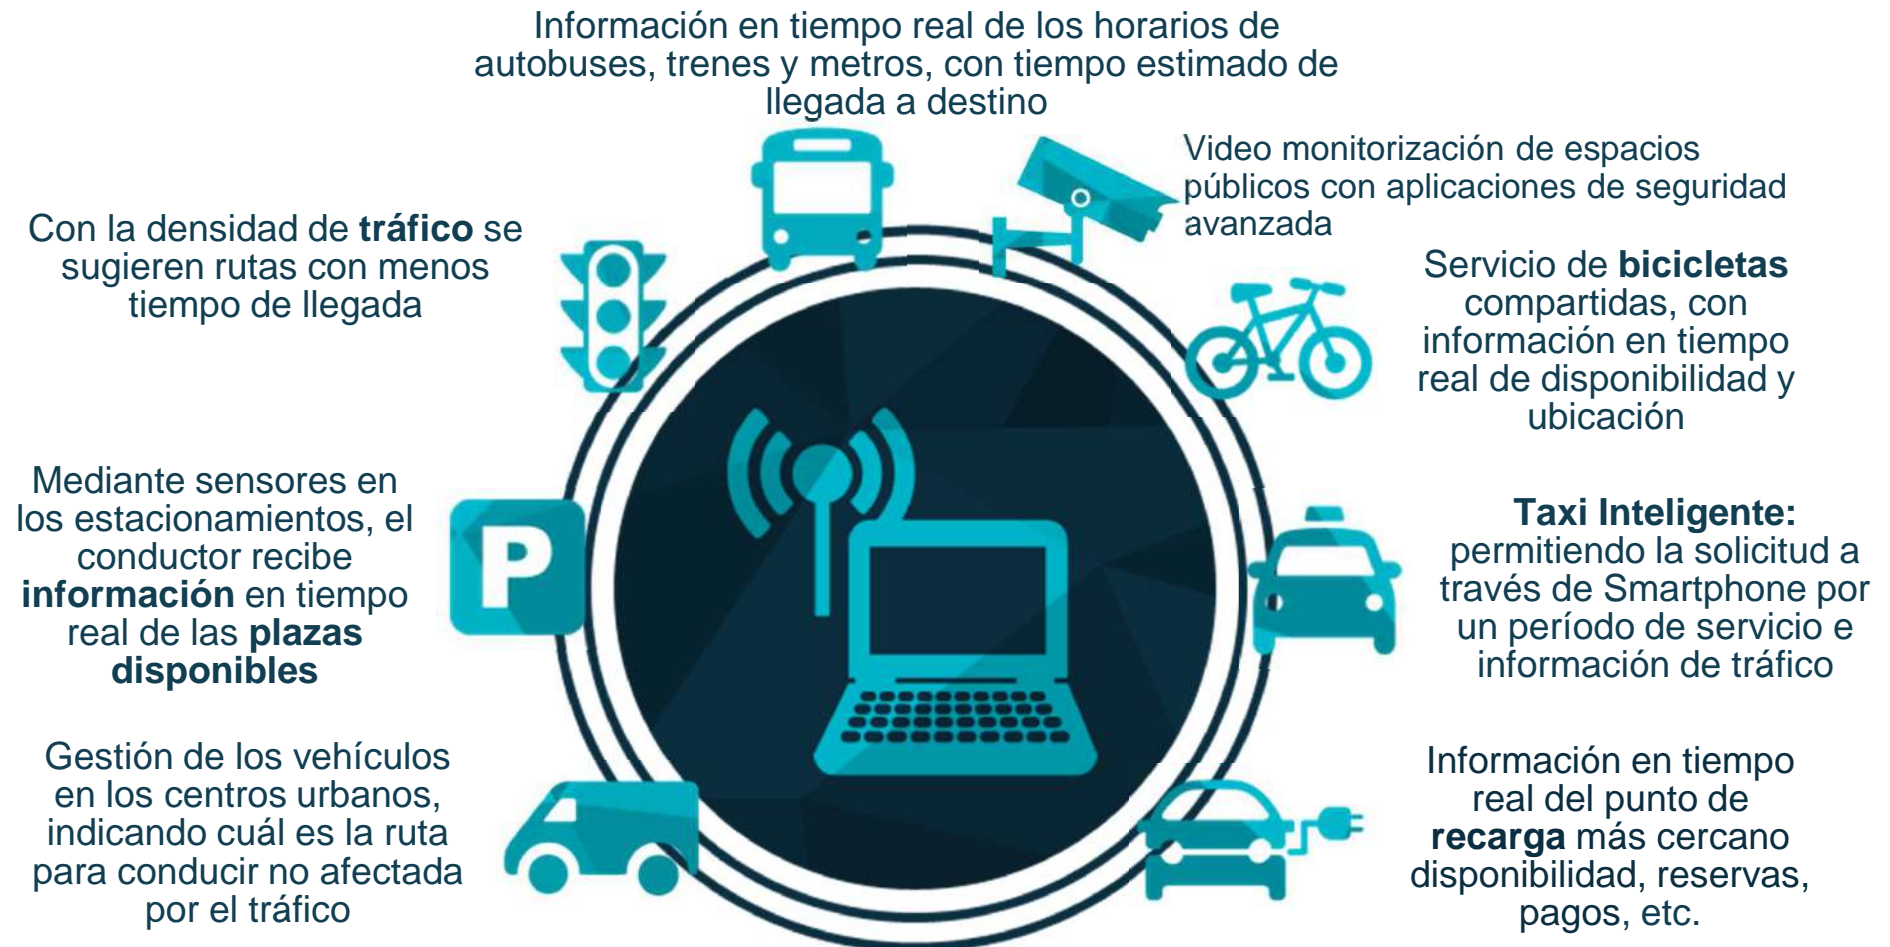 Información en tiempo real de los horarios de
autobuses, trenes y metros, con tiempo estimado de
llegada a destino
Video monitorización de espacios
públicos con aplicaciones de seguridad
avanzada
Con la densidad de tráfico se
sugieren rutas con menos
tiempo de llegada
Servicio de bicicletas
compartidas, con
información en tiempo
real de disponibilidad y
ubicación
Mediante sensores en
los estacionamientos, el
conductor recibe
información en tiempo
real de las plazas
disponibles
P
Taxi Inteligente:
permitiendo la solicitud a
través de Smartphone por
un período de servicio e
información de tráfico
Gestión de los vehículos
en los centros urbanos,
indicando cuál es la ruta
para conducir no afectada
por el tráfico
Información en tiempo
real del punto de
recarga más cercano
disponibilidad, reservas,
pagos, etc.